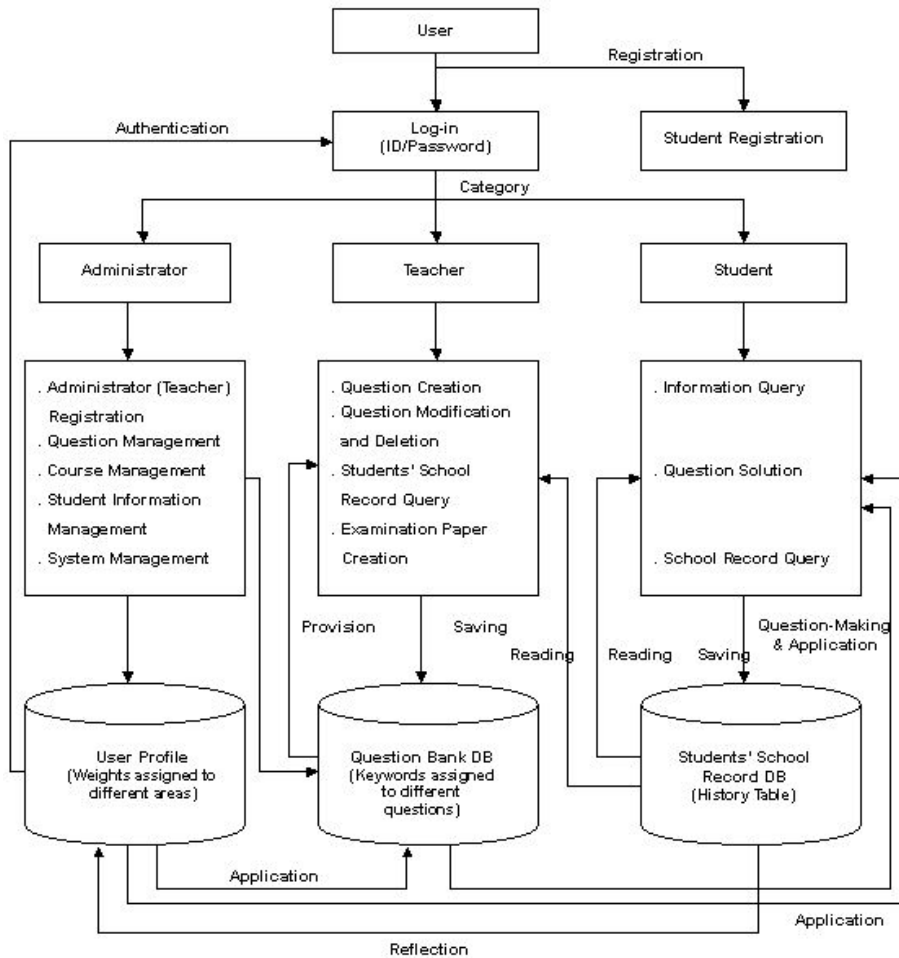 User
Registration
Authentication
Log-in
(ID/Password)
Student Registration
Category
Administrator
Teacher
Student
. Administrator (Teacher)
Registration
. Question Management
. Course Management
. Student Information
Management
. System Management
. Question Creation
. Question Modification
and Deletion
. Students' School
Record Query
. Examination Paper
Creation
. Information Query
. Question Solution
. School Record Query
Provision
Saving
Reading
Reading
Saving
Question-Making
& Application
User Profile
(Weights assigned to
different areas)
Question Bank DB
(Keywords assigned
to different
questions)
Students' School
Record DB
(History Table)
Application
Application
Reflection